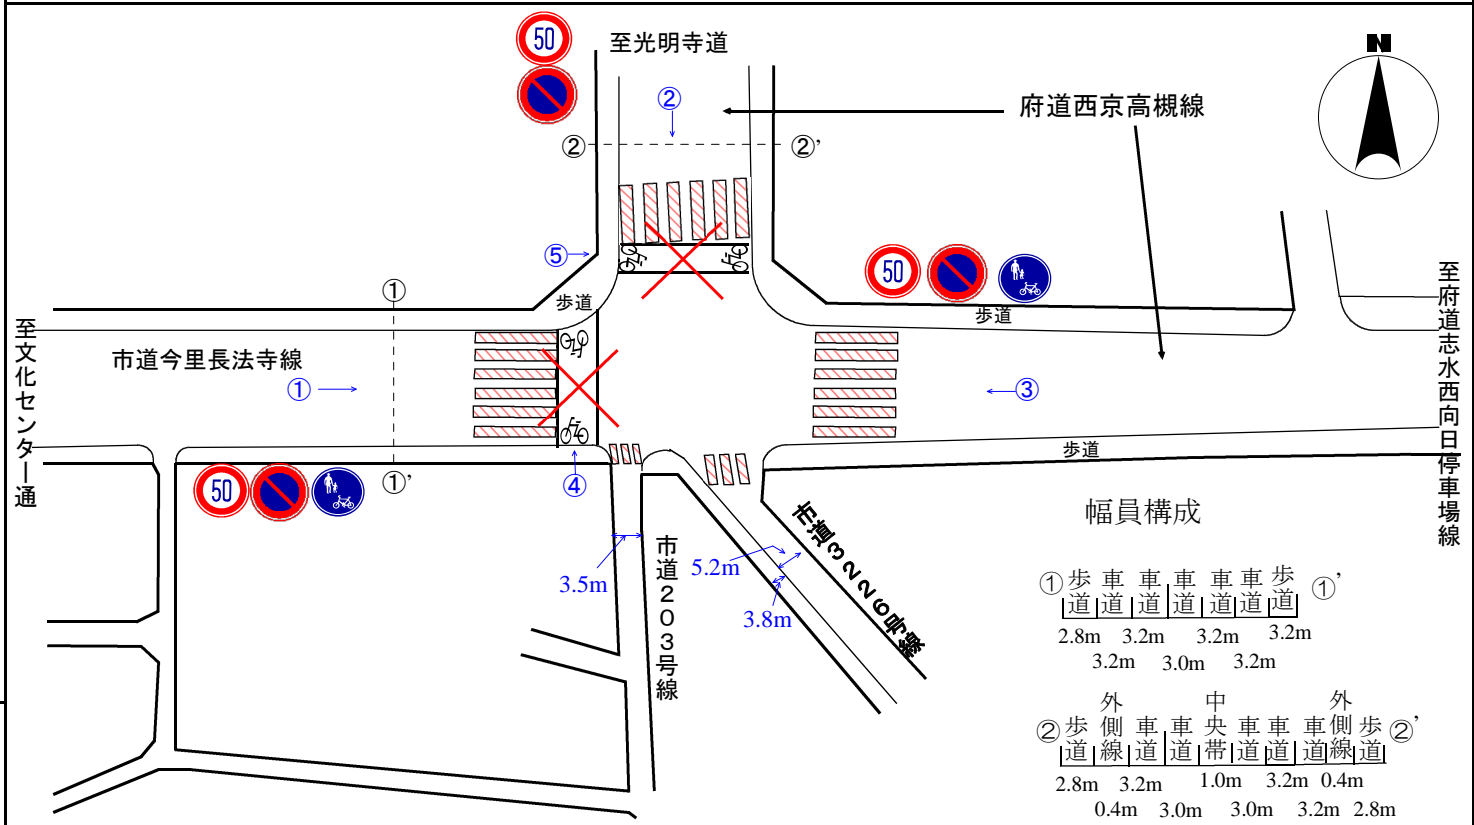 50
至光明寺道
②
府道西京高槻線
N
②
②’
⑤
50
①
歩道
歩道
至文化センター通
市道今里長法寺線
①
③
至府道志水西向日停車場線
歩道
50
①’
④
幅員構成
市道203号線
市道3226号線
3.5m
5.2m
3.8m
① 歩道 車道 車道 車道 車道 車道 歩道 ①’
2.8m 3.2m 3.2m 3.2m
3.2m 3.0m 3.2m
② 歩道 外側線 車道 車道 中央帯 車道 車道 車道 外側線 歩道 ②’
2.8m 3.2m 1.0m 3.2m 0.4m
0.4m 3.0m 3.0m 3.2m 2.8m